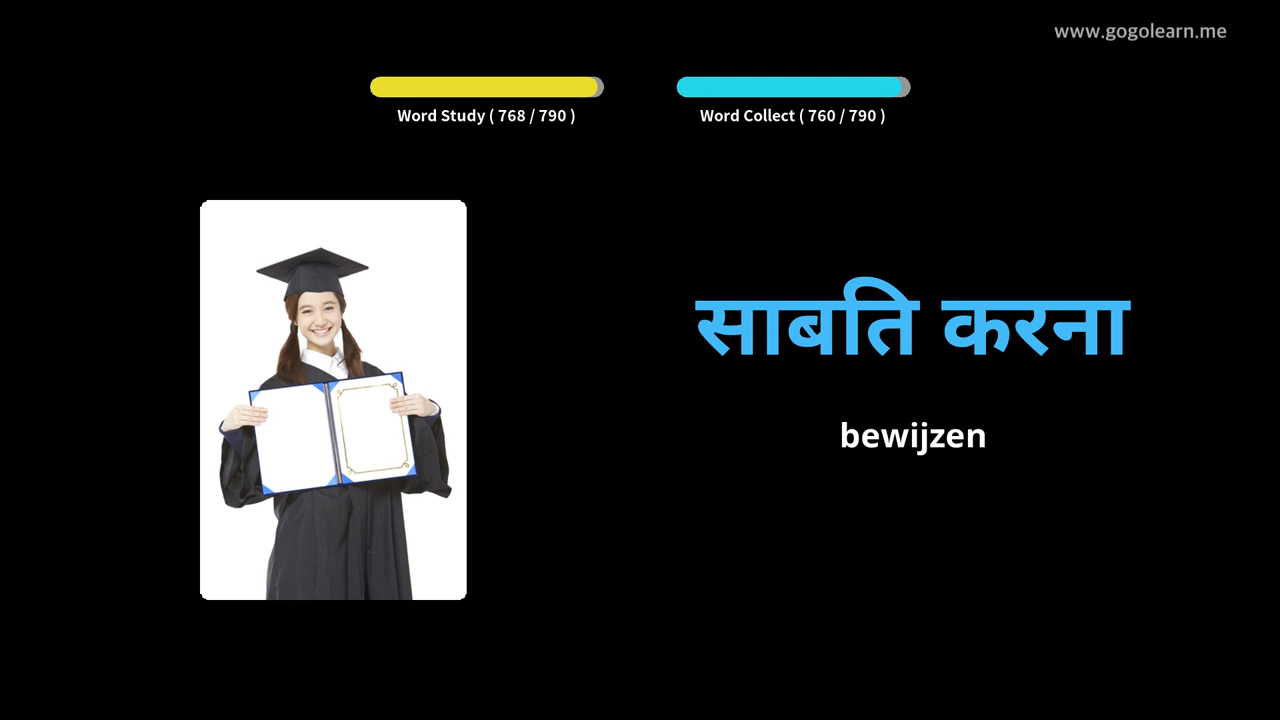 www.gogolearn.me
Word Study ( 768 / 790 )
Word Collect ( 760 / 790 )
साबति करना
bewijzen